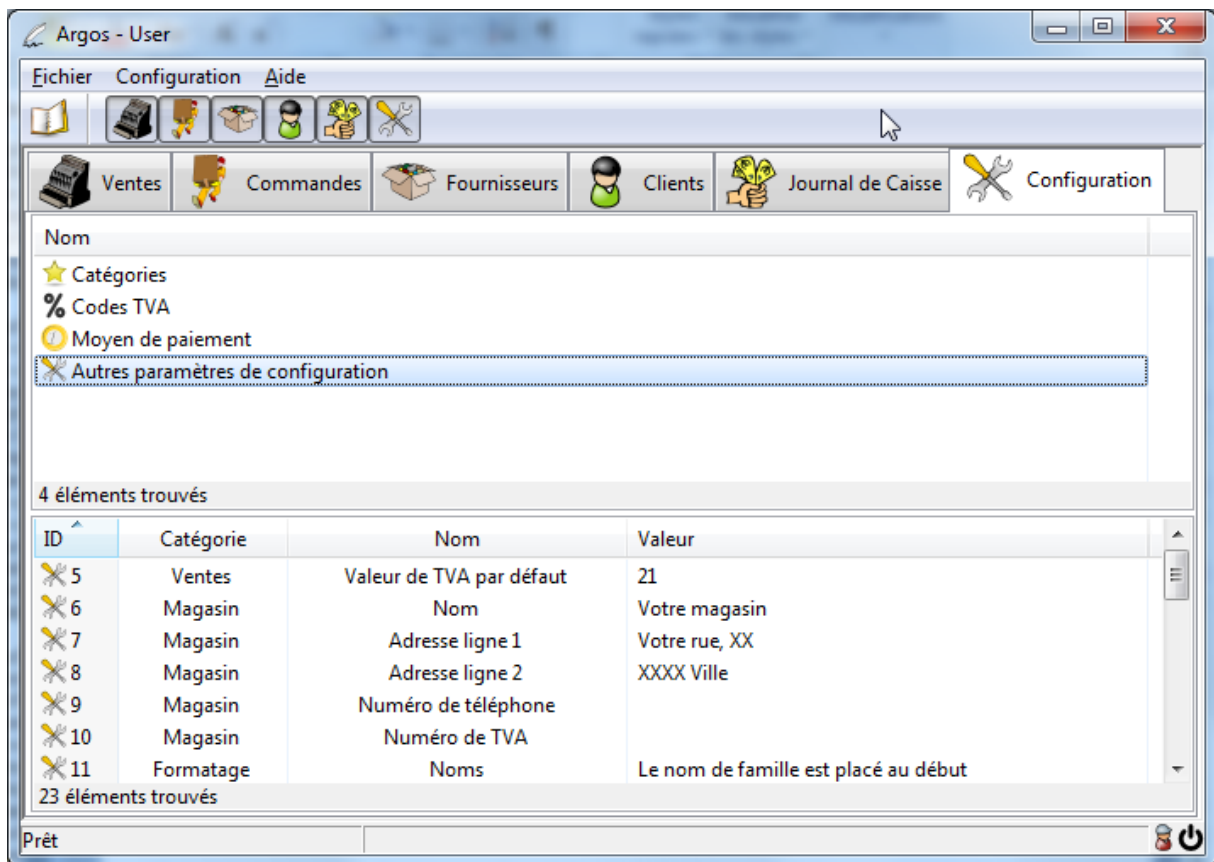 Argos - User
Fichier Configuration Aide
Ventes Commandes Fournisseurs Clients Journal de Caisse Configuration
Nom
Catégories
% Codes TVA
Moyen de paiement
Autres paramètres de configuration
4 éléments trouvés
ID Catégorie Nom Valeur
5 Ventes Valeur de TVA par défaut 21
6 Magasin Nom Votre magasin
7 Magasin Adresse ligne 1 Votre rue, XX
8 Magasin Adresse ligne 2 XXXX Ville
9 Magasin Numéro de téléphone
10 Magasin Numéro de TVA
11 Formatage Noms Le nom de famille est placé au début
23 éléments trouvés
Prêt